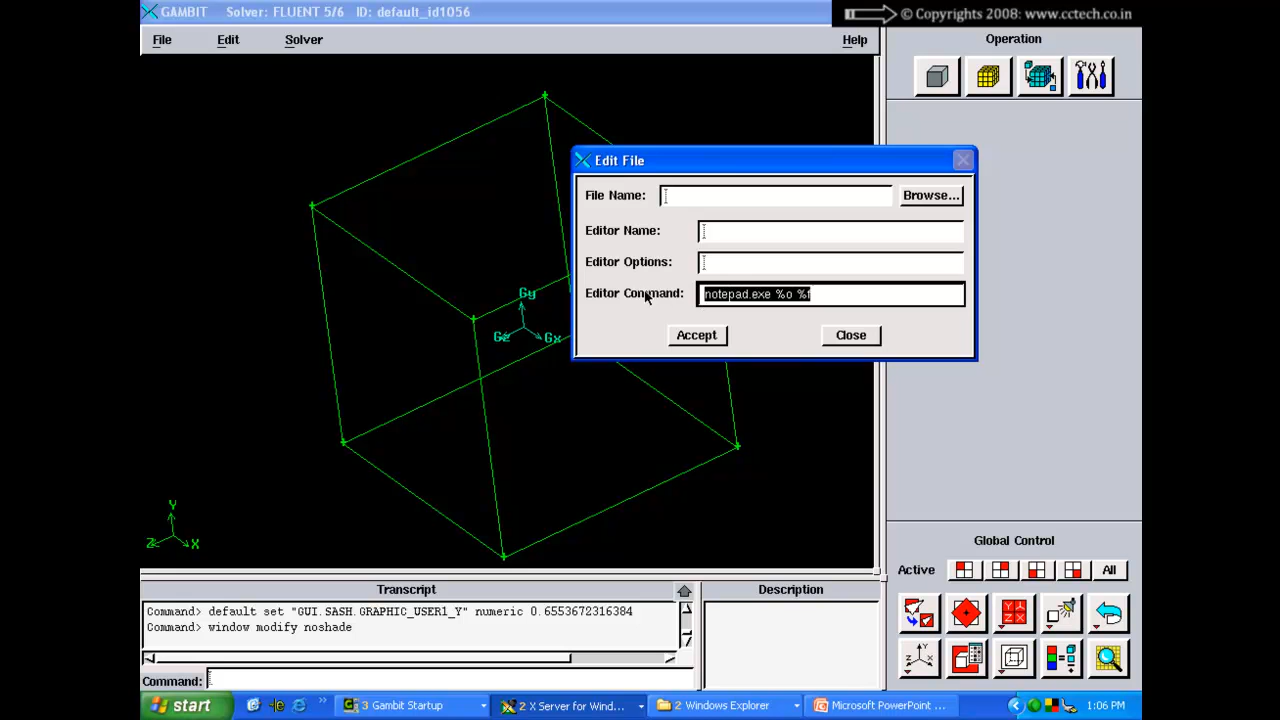 GAMBIT Solver: FLUENT 5/6 ID: default_id1056
© Copyrights 2008: www.cctech.co.in
File Edit Solver Help
Operation
Edit File
File Name: Browse...
Editor Name:
Editor Options:
Editor Command: notepad.exe %o %f
Accept Close
Gy
Gz Gx
Y
Z X
Global Control
Active All
Transcript
Description
Command> default set "GUI.SASH.GRAPHIC_USER1_Y" numeric 0.6553672316384
Command> window modify noshade
Command:
start 3 Gambit Startup 2 X Server for Wind... 2 Windows Explorer Microsoft PowerPoint ... 1:06 PM